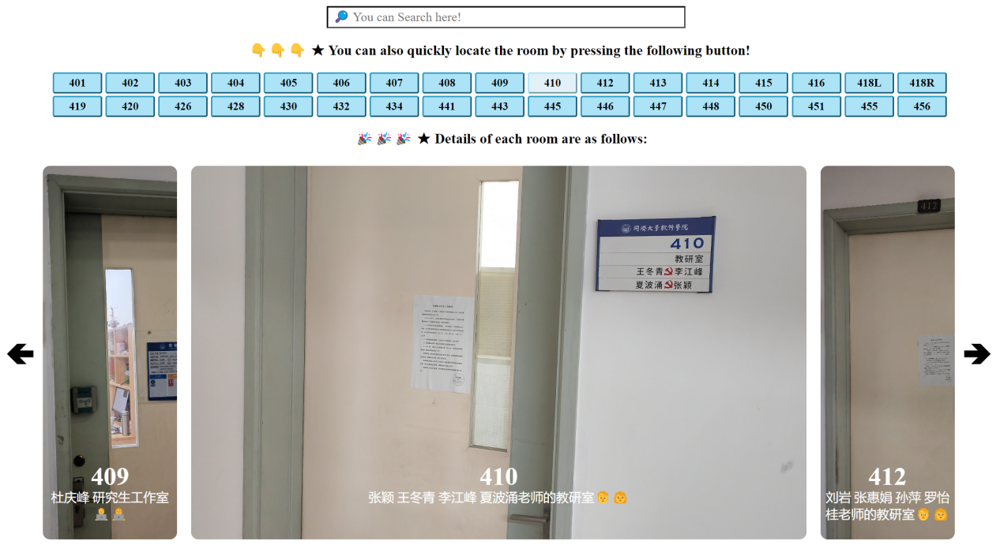 You can Search here!
★ You can also quickly locate the room by pressing the following button!
401 402 403 404 405 406 407 408 409 410 412 413 414 415 416 418L 418R
419 420 426 428 430 432 434 441 443 445 446 447 448 450 451 455 456
★ Details of each room are as follows:
409
杜庆峰 研究生工作室
同济大学软件学院
410
教研室
王冬青 李江峰
夏波涌 张颖
410
张颖 王冬青 李江峰 夏波涌老师的教研室
412
412
刘岩 张惠娟 孙萍 罗怡
桂老师的教研室